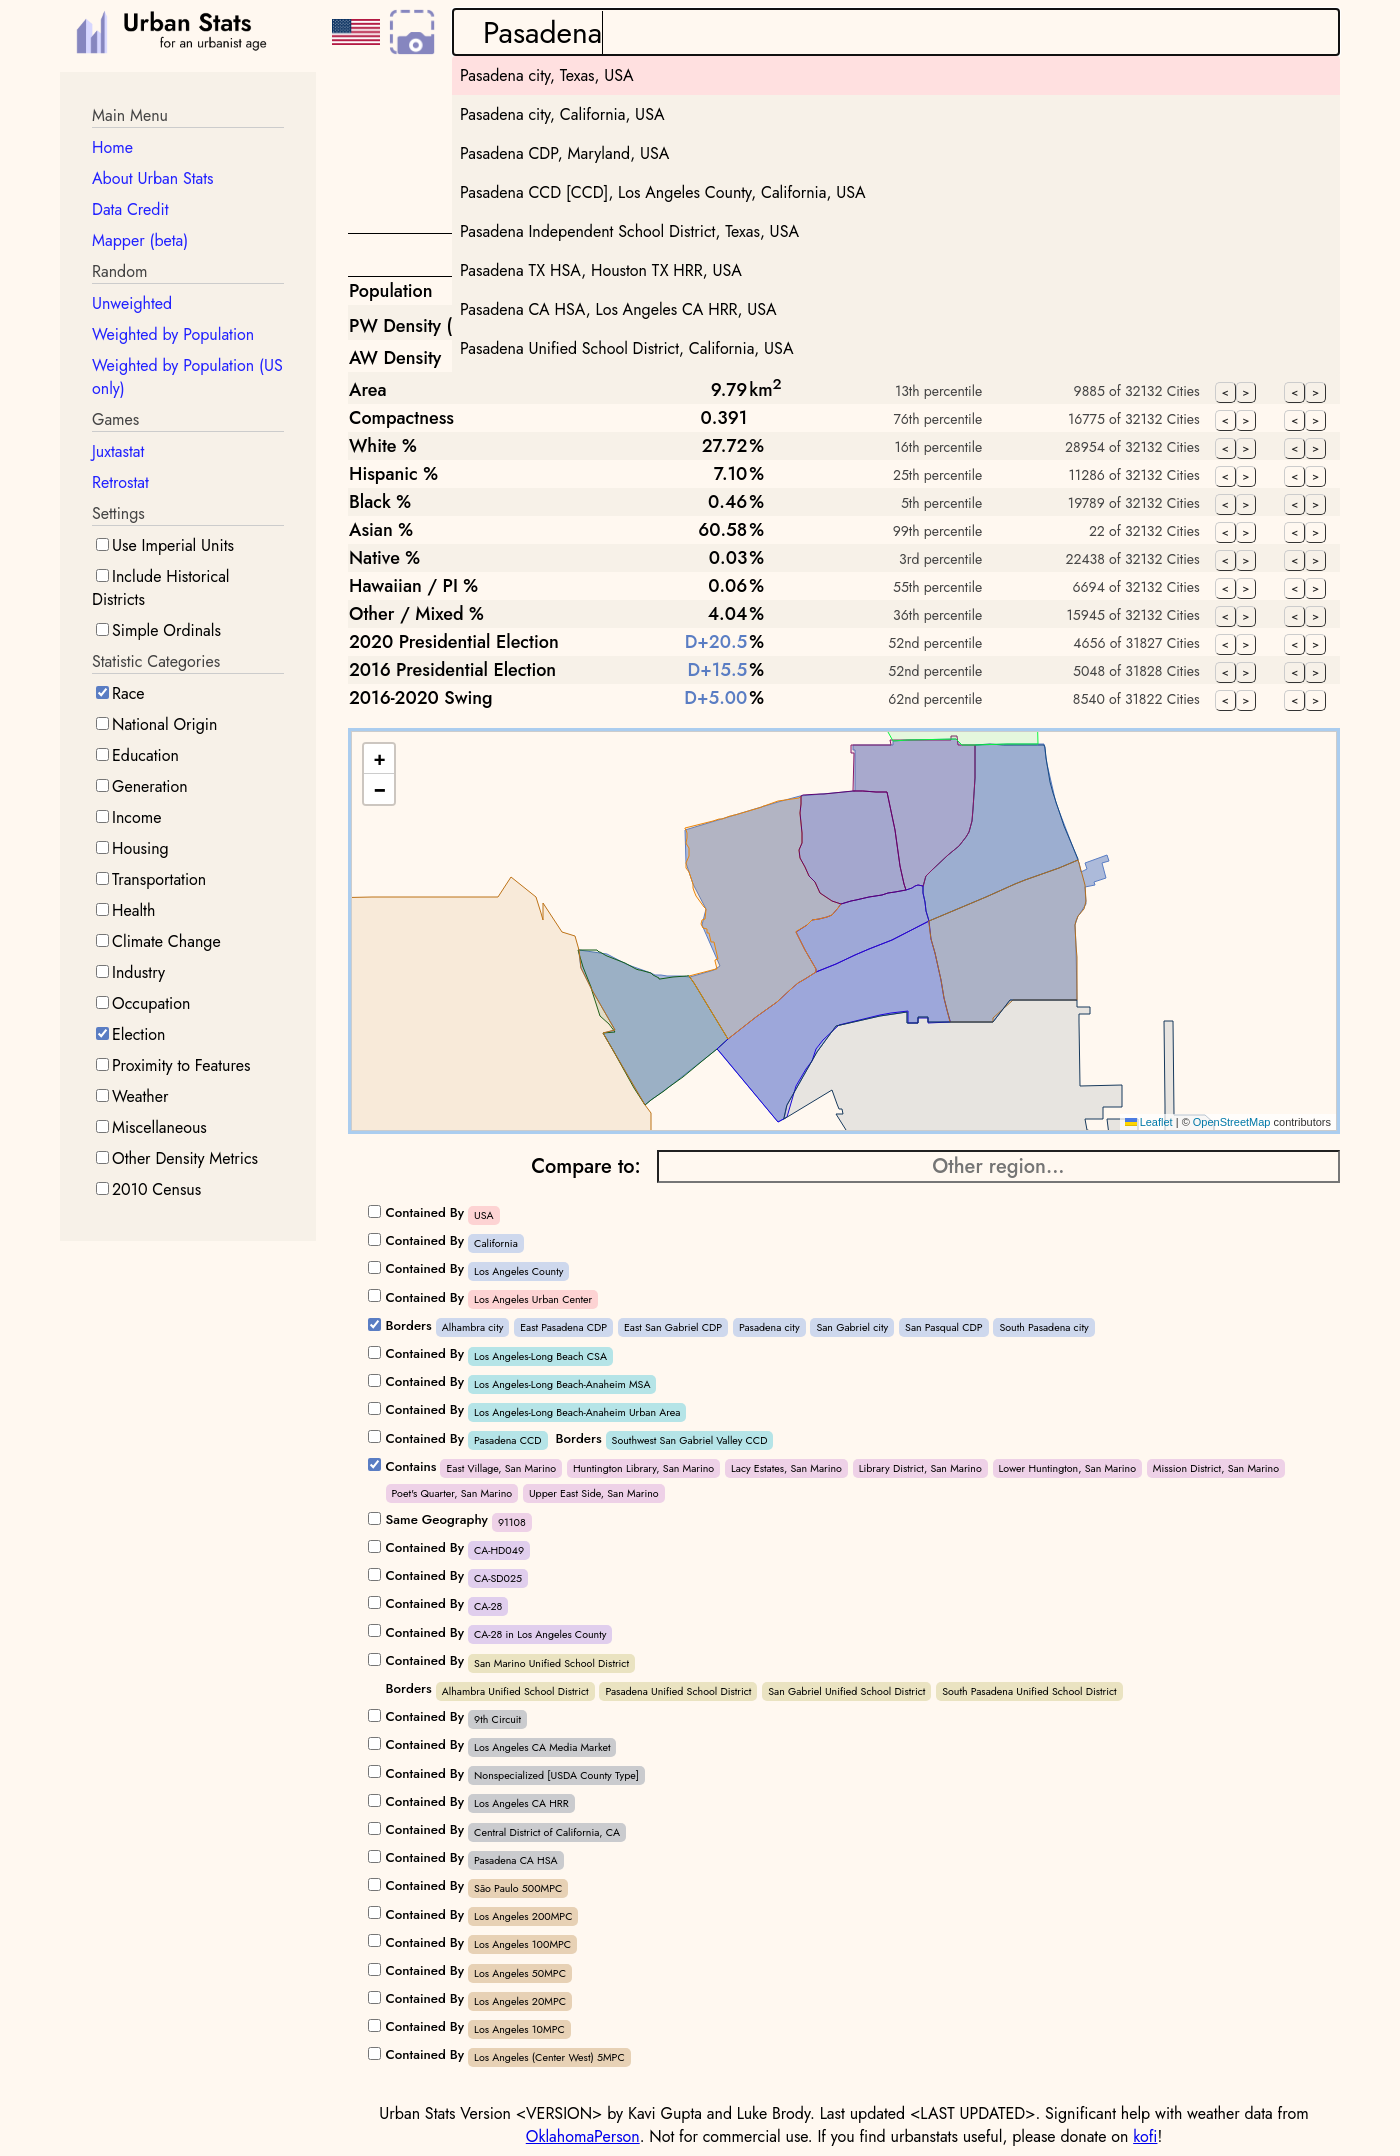 Urban Stats
for an urbanist age
Pasadena
Pasadena city, Texas, USA
Pasadena city, California, USA
Pasadena CDP, Maryland, USA
Pasadena CCD [CCD], Los Angeles County, California, USA
Pasadena Independent School District, Texas, USA
Pasadena TX HSA, Houston TX HRR, USA
Pasadena CA HSA, Los Angeles CA HRR, USA
Pasadena Unified School District, California, USA
Main Menu
Home
About Urban Stats
Data Credit
Mapper (beta)
Random
Unweighted
Weighted by Population
Weighted by Population (US
only)
Games
Juxtastat
Retrostat
Settings
Use Imperial Units
Include Historical
Districts
Simple Ordinals
Statistic Categories
Race
National Origin
Education
Generation
Income
Housing
Transportation
Health
Climate Change
Industry
Occupation
Election
Proximity to Features
Weather
Miscellaneous
Other Density Metrics
2010 Census
Population
PW Density (
AW Density
Area 9.79 km² 13th percentile 9885 of 32132 Cities < > < >
Compactness 0.391 76th percentile 16775 of 32132 Cities < > < >
White % 27.72% 16th percentile 28954 of 32132 Cities < > < >
Hispanic % 7.10% 25th percentile 11286 of 32132 Cities < > < >
Black % 0.46% 5th percentile 19789 of 32132 Cities < > < >
Asian % 60.58% 99th percentile 22 of 32132 Cities < > < >
Native % 0.03% 3rd percentile 22438 of 32132 Cities < > < >
Hawaiian / PI % 0.06% 55th percentile 6694 of 32132 Cities < > < >
Other / Mixed % 4.04% 36th percentile 15945 of 32132 Cities < > < >
2020 Presidential Election D+20.5% 52nd percentile 4656 of 31827 Cities < > < >
2016 Presidential Election D+15.5% 52nd percentile 5048 of 31828 Cities < > < >
2016-2020 Swing D+5.00% 62nd percentile 8540 of 31822 Cities < > < >
+
−
Leaflet | © OpenStreetMap contributors
Compare to: Other region...
Contained By USA
Contained By California
Contained By Los Angeles County
Contained By Los Angeles Urban Center
Borders Alhambra city East Pasadena CDP East San Gabriel CDP Pasadena city San Gabriel city San Pasqual CDP South Pasadena city
Contained By Los Angeles-Long Beach CSA
Contained By Los Angeles-Long Beach-Anaheim MSA
Contained By Los Angeles-Long Beach-Anaheim Urban Area
Contained By Pasadena CCD Borders Southwest San Gabriel Valley CCD
Contains East Village, San Marino Huntington Library, San Marino Lacy Estates, San Marino Library District, San Marino Lower Huntington, San Marino Mission District, San Marino
Poet's Quarter, San Marino Upper East Side, San Marino
Same Geography 91108
Contained By CA-HD049
Contained By CA-SD025
Contained By CA-28
Contained By CA-28 in Los Angeles County
Contained By San Marino Unified School District
Borders Alhambra Unified School District Pasadena Unified School District San Gabriel Unified School District South Pasadena Unified School District
Contained By 9th Circuit
Contained By Los Angeles CA Media Market
Contained By Nonspecialized [USDA County Type]
Contained By Los Angeles CA HRR
Contained By Central District of California, CA
Contained By Pasadena CA HSA
Contained By São Paulo 500MPC
Contained By Los Angeles 200MPC
Contained By Los Angeles 100MPC
Contained By Los Angeles 50MPC
Contained By Los Angeles 20MPC
Contained By Los Angeles 10MPC
Contained By Los Angeles (Center West) 5MPC
Urban Stats Version <VERSION> by Kavi Gupta and Luke Brody. Last updated <LAST UPDATED>. Significant help with weather data from
OklahomaPerson. Not for commercial use. If you find urbanstats useful, please donate on kofi!